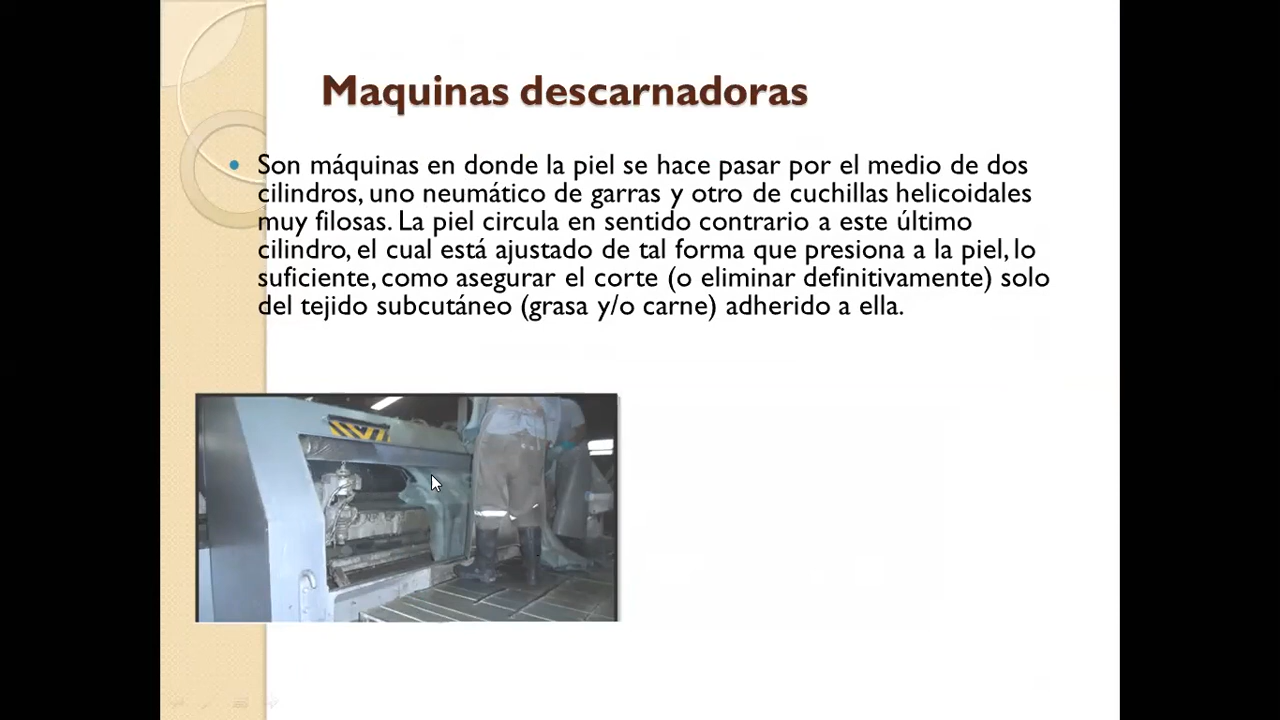 Maquinas descarnadoras
Son máquinas en donde la piel se hace pasar por el medio de dos
cilindros, uno neumático de garras y otro de cuchillas helicoidales
muy filosas. La piel circula en sentido contrario a este último
cilindro, el cual está ajustado de tal forma que presiona a la piel, lo
suficiente, como asegurar el corte (o eliminar definitivamente) solo
del tejido subcutáneo (grasa y/o carne) adherido a ella.